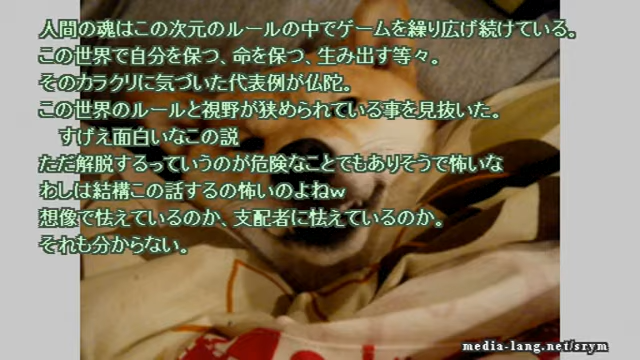 人間の魂はこの次元のルールの中でゲームを繰り広げ続けている。
この世界で自分を保つ、命を保つ、生み出す等々。
そのカラクリに気づいた代表例が仏陀。
この世界のルールと視野が狭められている事を見抜いた。
すげえ面白いなこの説
ただ解脱するっていうのが危険なことでもありそうで怖いな
わしは結構この話するの怖いのよねw
想像で怯えているのか、支配者に怯えているのか。
それも分からない。
media-lang.net/srym